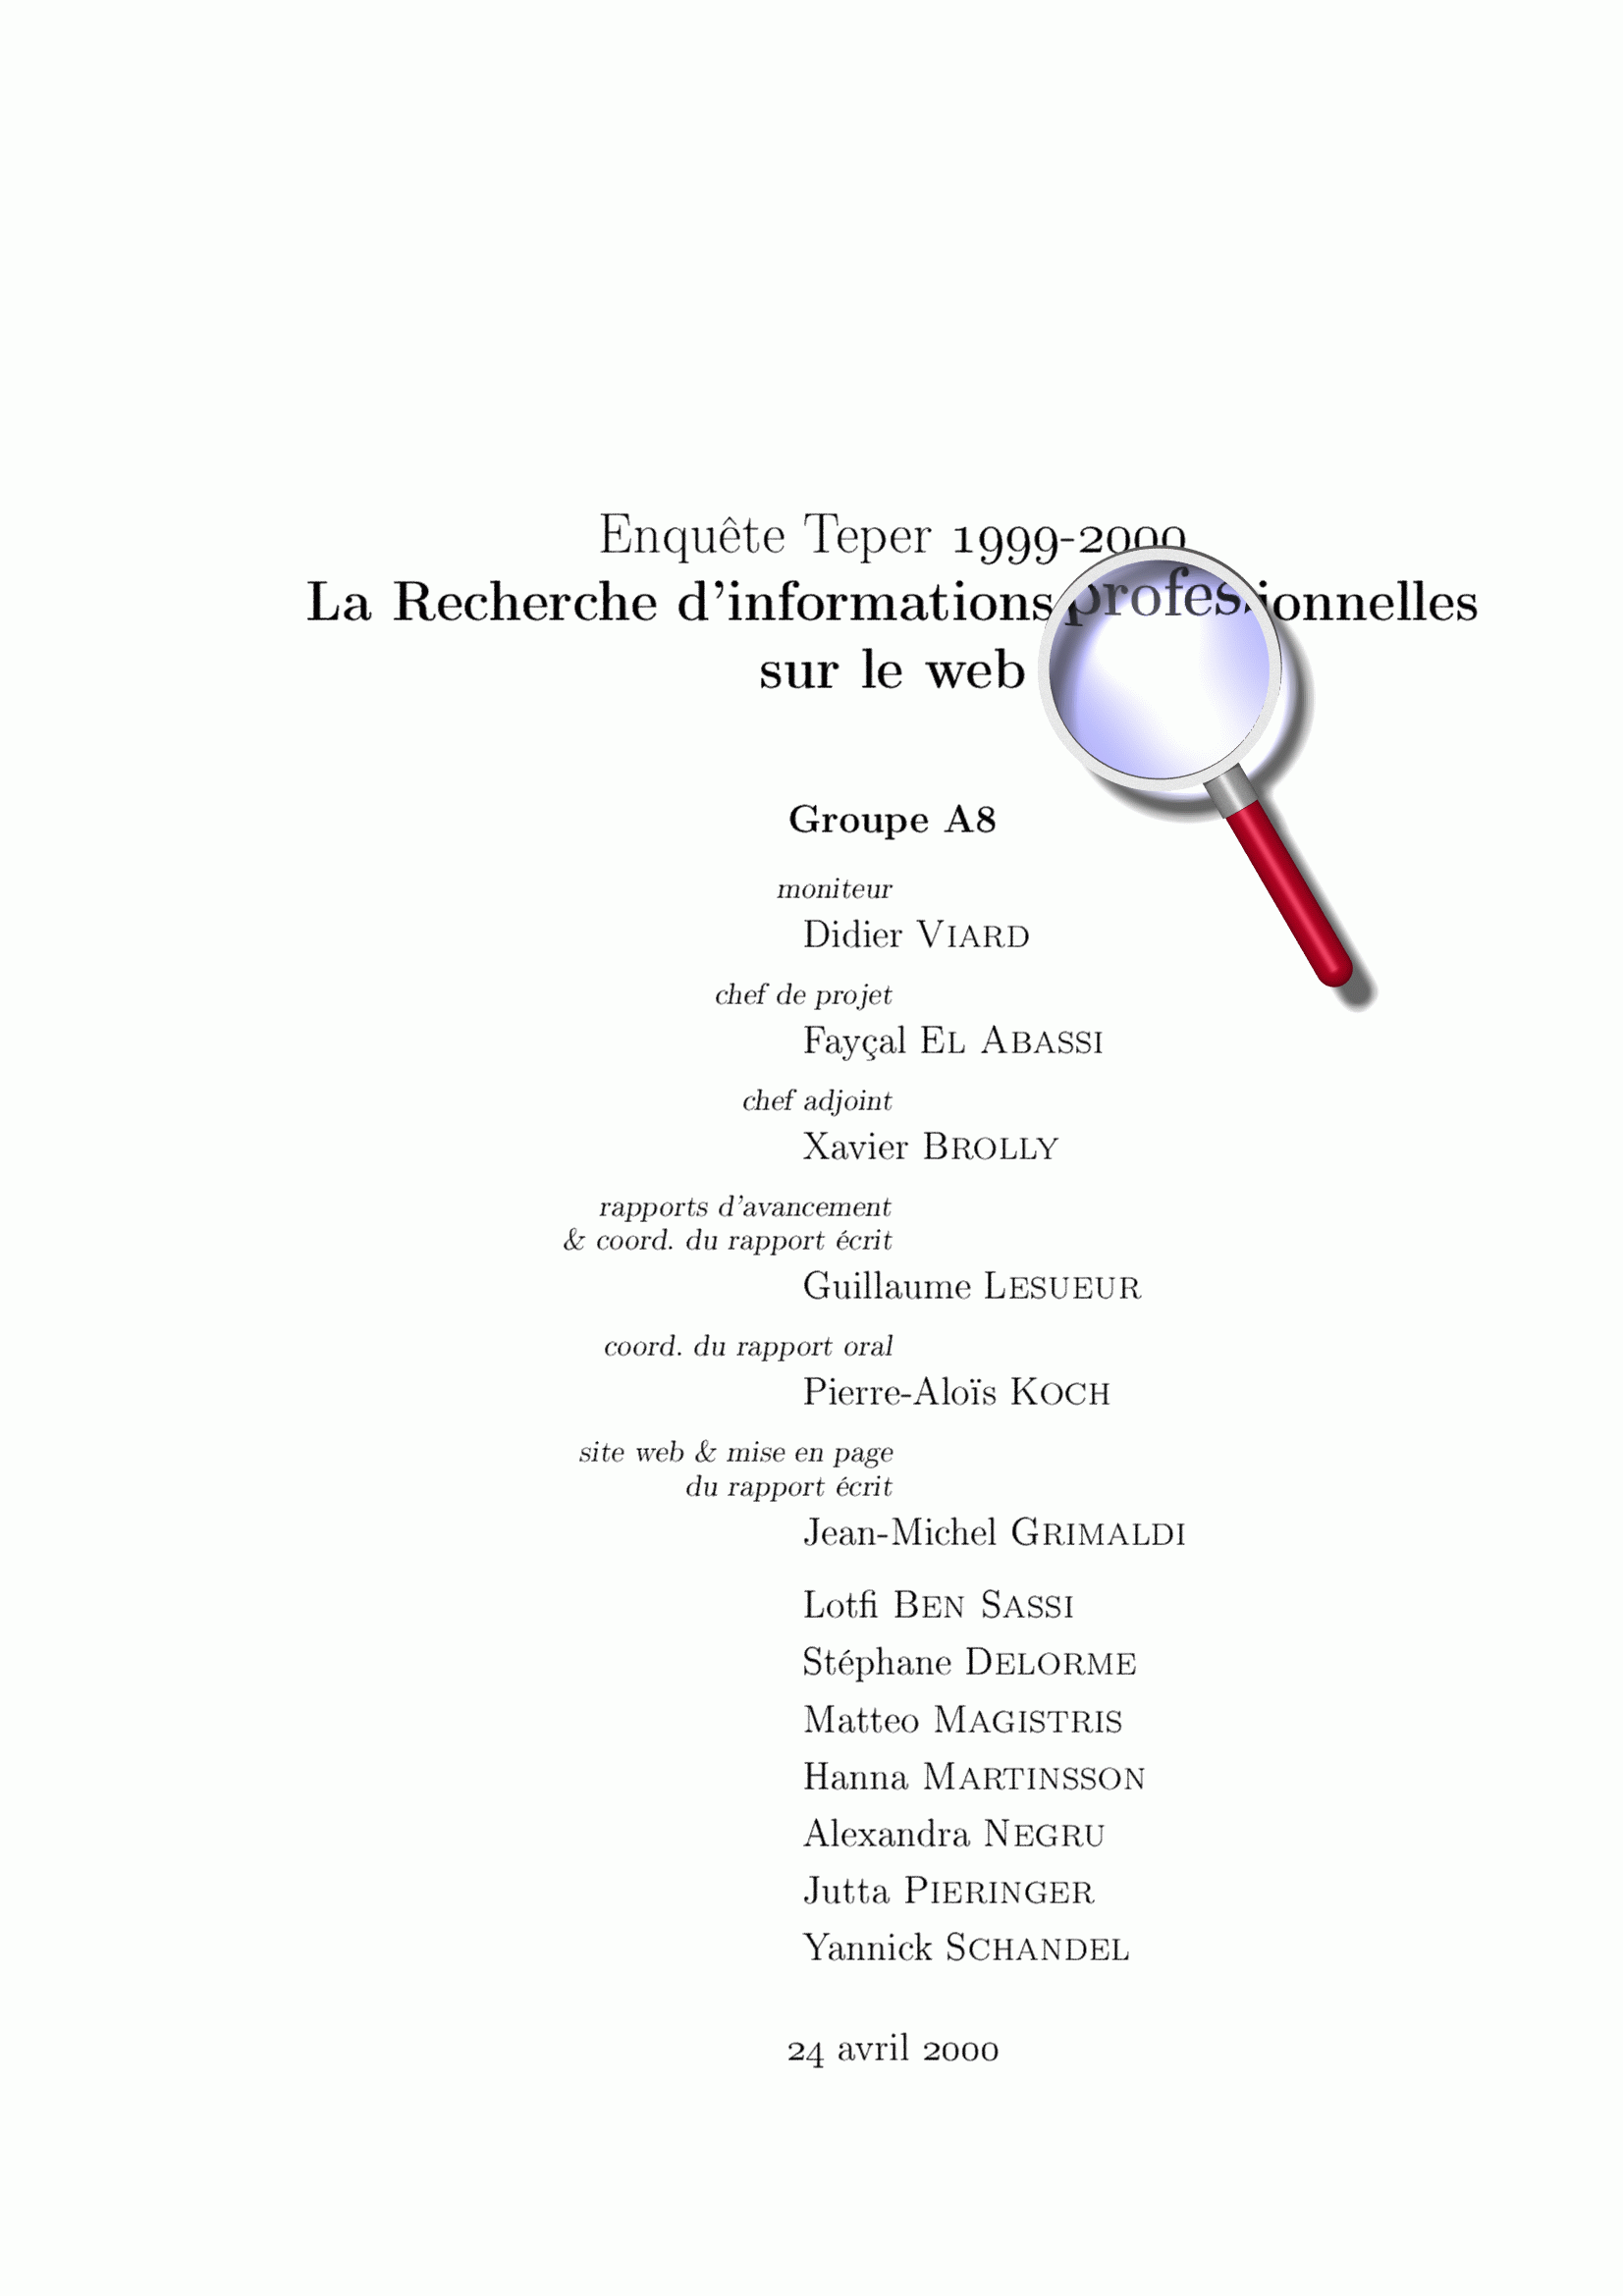 Enquête Teper 1999-2000
La Recherche d'informations professionnelles
sur le web
Groupe A8
moniteur
Didier VIARD
chef de projet
Fayçal EL ABASSI
chef adjoint
Xavier BROLLY
rapports d'avancement
& coord. du rapport écrit
Guillaume LESUEUR
coord. du rapport oral
Pierre-Aloïs KOCH
site web & mise en page
du rapport écrit
Jean-Michel GRIMALDI
Lotfi BEN SASSI
Stéphane DELORME
Matteo MAGISTRIS
Hanna MARTINSSON
Alexandra NEGRU
Jutta PIERINGER
Yannick SCHANDEL
24 avril 2000